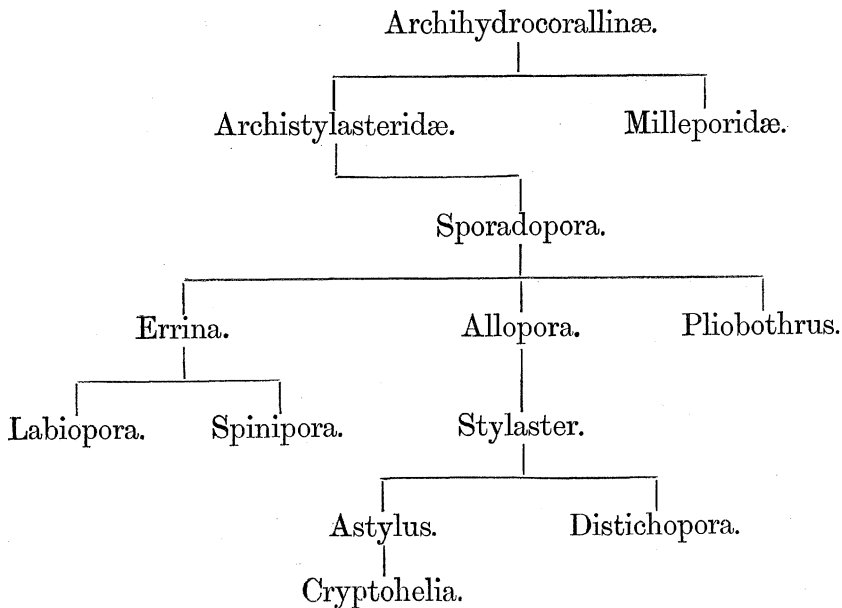 Archihydrocorallinæ.
Archistylasteridæ. Milleporidæ.
Sporadopora.
Errina. Allopora. Pliobothrus.
Labiopora. Spinipora. Stylaster.
Astylus. Distichopora.
Cryptohelia.